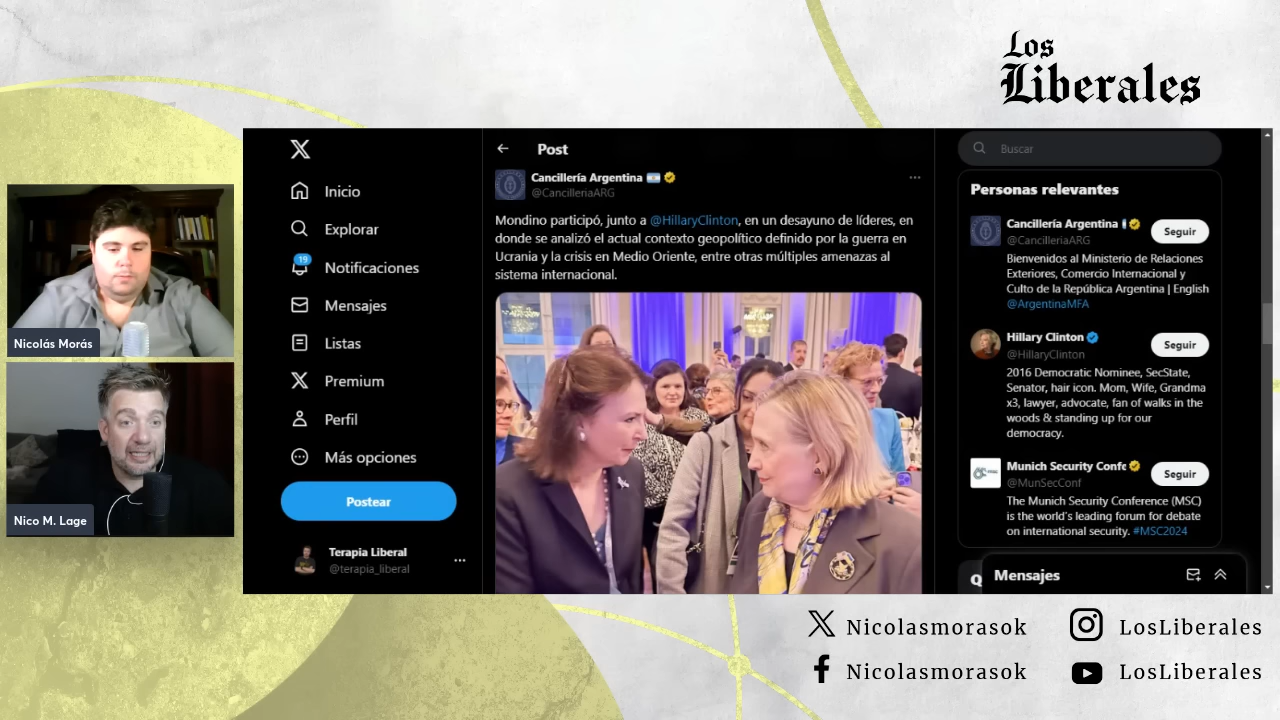 Los
Liberales
Nicolás Morás
Nico M. Lage
Inicio
Explorar
19
Notificaciones
Mensajes
Listas
Premium
Perfil
Más opciones
Postear
Terapia Liberal
@terapia_liberal
Post
Cancillería Argentina
@CancilleriaARG
Mondino participó, junto a @HillaryClinton, en un desayuno de líderes, en
donde se analizó el actual contexto geopolítico definido por la guerra en
Ucrania y la crisis en Medio Oriente, entre otras múltiples amenazas al
sistema internacional.
Buscar
Personas relevantes
Cancillería Argentina
@CancilleriaARG
Seguir
Bienvenidos al Ministerio de Relaciones
Exteriores, Comercio Internacional y
Culto de la República Argentina | English
@ArgentinaMFA
Hillary Clinton
@HillaryClinton
Seguir
2016 Democratic Nominee, SecState,
Senator, hair icon. Mom, Wife, Grandma
x3, lawyer, advocate, fan of walks in the
woods & standing up for our
democracy.
Munich Security Confe
@MunSecConf
Seguir
The Munich Security Conference (MSC)
is the world's leading forum for debate
on international security. #MSC2024
Q
Mensajes
Nicolasmorasok
LosLiberales
Nicolasmorasok
LosLiberales